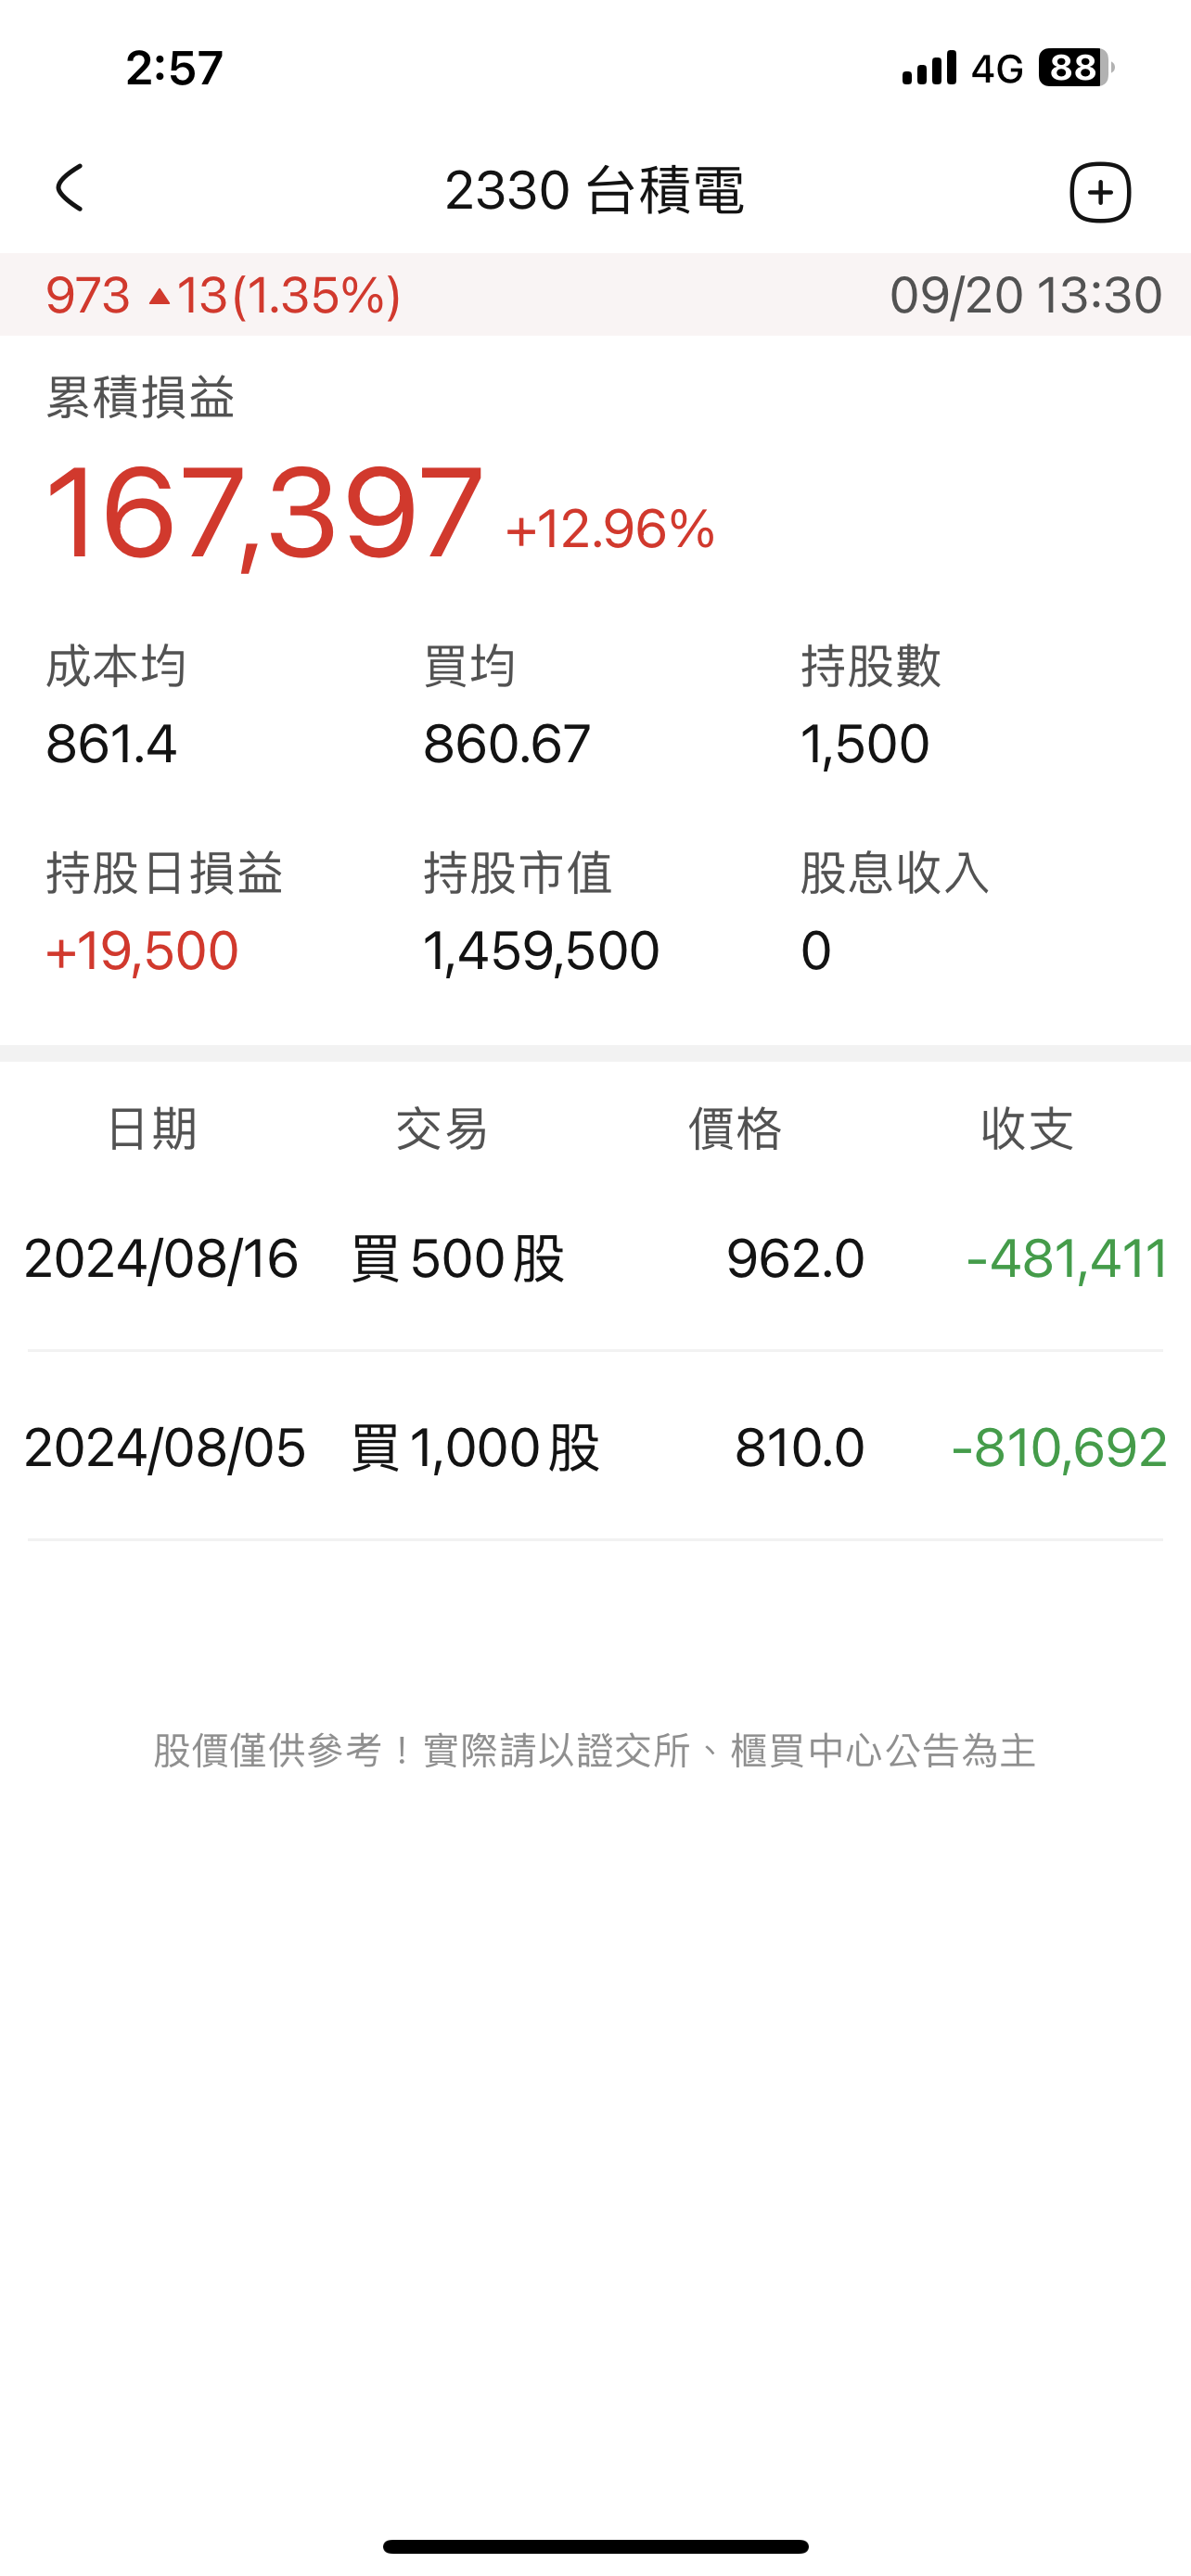 2:57 4G 88
2330 台積電
973 ▲13(1.35%) 09/20 13:30
累積損益
167,397 +12.96%
成本均 買均 持股數
861.4 860.67 1,500
持股日損益 持股市值 股息收入
+19,500 1,459,500 0
日期 交易 價格 收支
2024/08/16 買 500 股 962.0 -481,411
2024/08/05 買 1,000 股 810.0 -810,692
股價僅供參考！實際請以證交所、櫃買中心公告為主